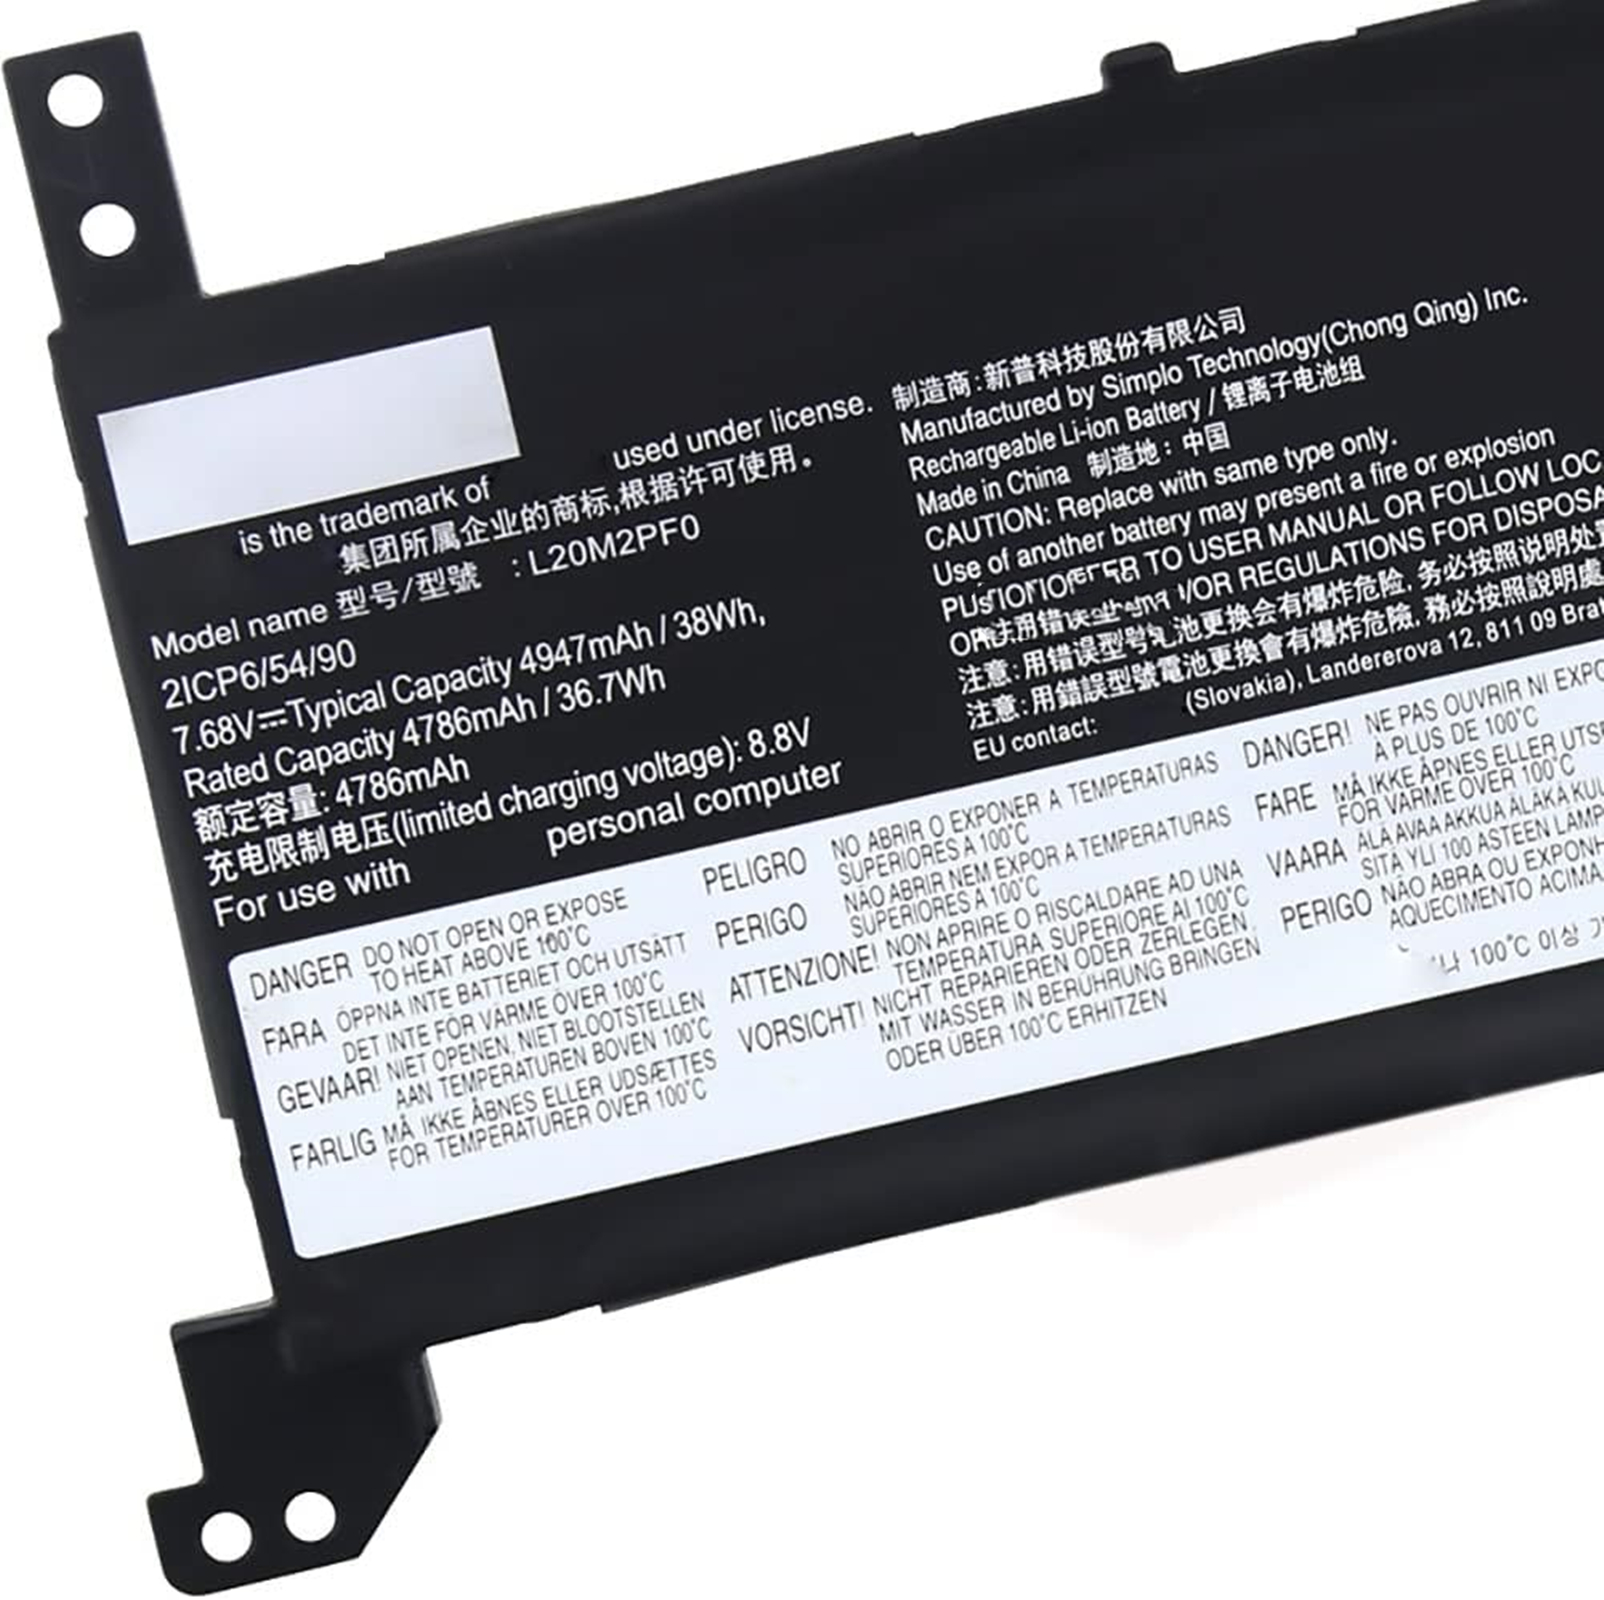 is the trademark of used under license.
集团所属企业的商标,根据许可使用。
Model name 型号/型號 : L20M2PF0
2ICP6/54/90
7.68V⎓Typical Capacity 4947mAh / 38Wh,
Rated Capacity 4786mAh / 36.7Wh
额定容量: 4786mAh
充电限制电压(limited charging voltage): 8.8V
For use with personal computer
制造商:新普科技股份有限公司
Manufactured by Simplo Technology(Chong Qing) Inc.
Rechargeable Li-ion Battery / 锂离子电池组
Made in China 制造地: 中国
CAUTION: Replace with same type only.
Use of another battery may present a fire or explosion
TO USER MANUAL OR FOLLOW LOC
REGULATIONS FOR DISPOSA
注意:用错误型号电池更换会有爆炸危险,务必按照说明处
注意:用錯誤型號電池更換會有爆炸危險,務必按照說明處
EU contact: (Slovakia), Landererova 12, 811 09 Brat
DANGER DO NOT OPEN OR EXPOSE
TO HEAT ABOVE 100°C
FARA ÖPPNA INTE BATTERIET OCH UTSÄTT
DET INTE FÖR VÄRME ÖVER 100°C
GEVAAR! NIET OPENEN, NIET BLOOTSTELLEN
AAN TEMPERATUREN BOVEN 100°C
FARLIG MÅ IKKE ÅBNES ELLER UDSÆTTES
FOR TEMPERATURER OVER 100°C
PELIGRO NO ABRIR O EXPONER A TEMPERATURAS
SUPERIORES A 100°C
PERIGO NÃO ABRIR NEM EXPOR A TEMPERATURAS
SUPERIORES A 100°C
ATTENZIONE! NON APRIRE O RISCALDARE AD UNA
TEMPERATURA SUPERIORE AI 100°C
VORSICHT! NICHT REPARIEREN ODER ZERLEGEN,
MIT WASSER IN BERÜHRUNG BRINGEN
ODER ÜBER 100°C ERHITZEN
DANGER! NE PAS OUVRIR NI EXPO
À PLUS DE 100°C
FARE MÅ IKKE ÅPNES ELLER UTSE
FOR VARME OVER 100°C
VAARA ÄLÄ AVAA AKKUA ÄLÄKÄ KUU
SITÄ YLI 100 ASTEEN LÄMP
PERIGO NÃO ABRA OU EXPONH
AQUECIMENTO ACIMA
나 100°C 이상